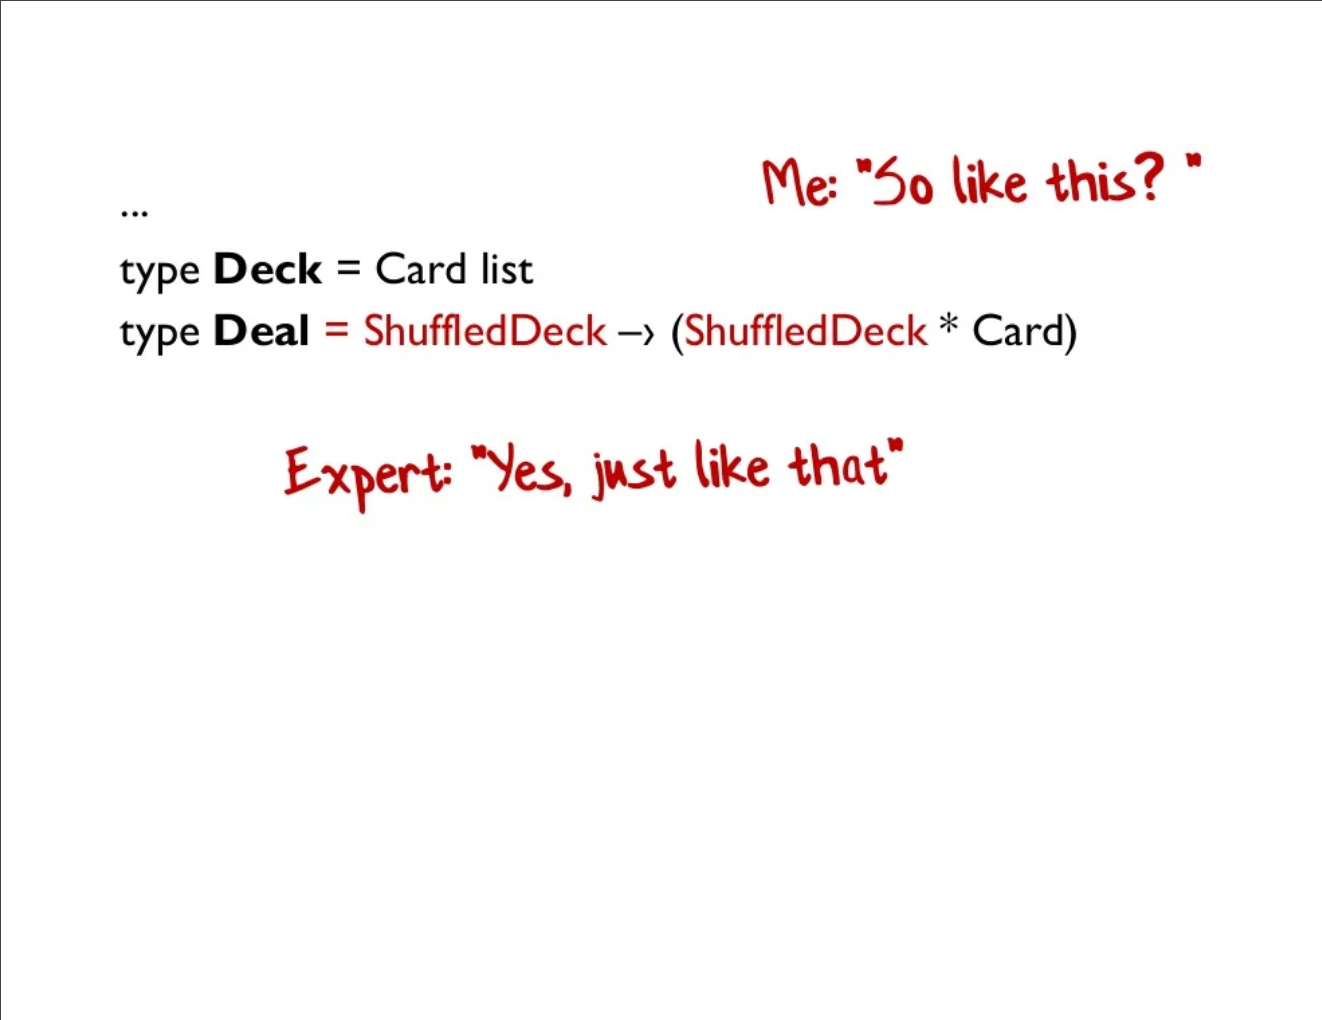 Me: "So like this? "
...
type Deck = Card list
type Deal = ShuffledDeck –› (ShuffledDeck * Card)
Expert: "Yes, just like that"